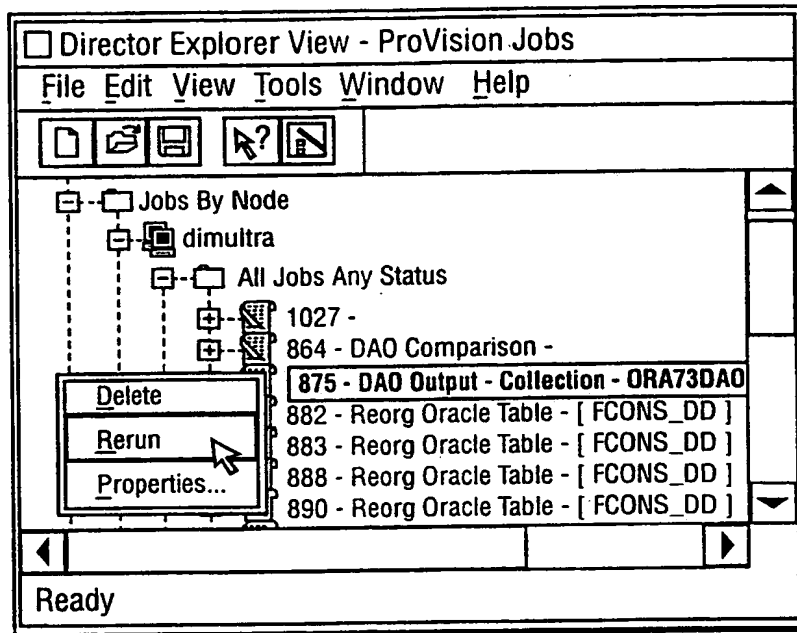 Director Explorer View - ProVision Jobs
File Edit View Tools Window Help
?
Jobs By Node
dimultra
All Jobs Any Status
1027 -
864 - DAO Comparison -
875 - DAO Output - Collection - ORA73DAO
Delete
882 - Reorg Oracle Table - [ FCONS_DD ]
Rerun
883 - Reorg Oracle Table - [ FCONS_DD ]
888 - Reorg Oracle Table - [ FCONS_DD ]
Properties...
890 - Reorg Oracle Table - [ FCONS_DD ]
Ready